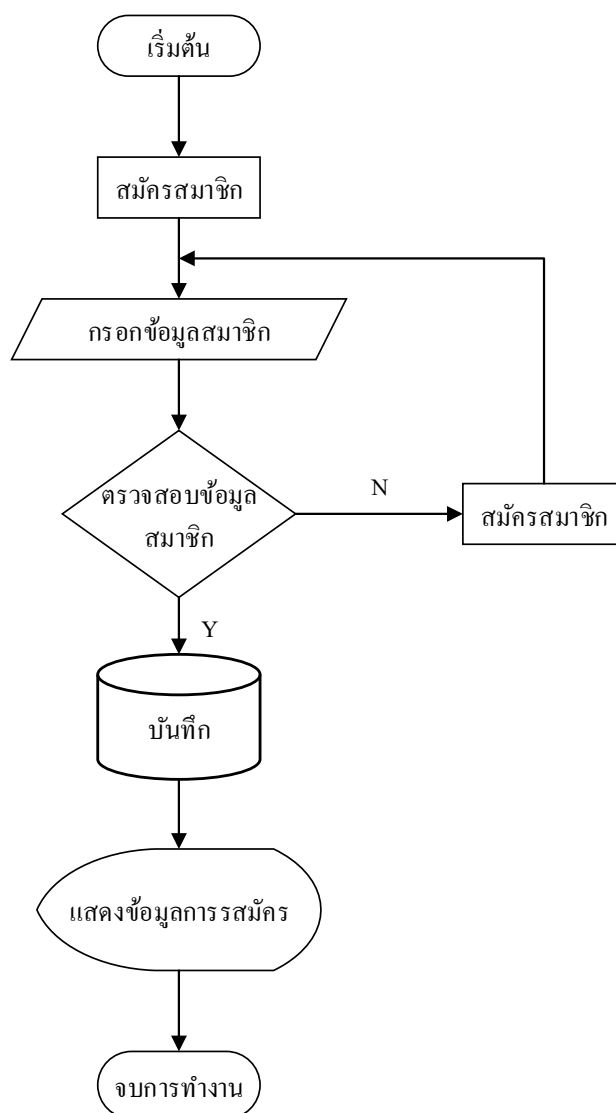 เริ่มต้น
สมัครสมาชิก
กรอกข้อมูลสมาชิก
ตรวจสอบข้อมูล
สมาชิก
N
สมัครสมาชิก
Y
บันทึก
แสดงข้อมูลการรสมัคร
จบการทำงาน